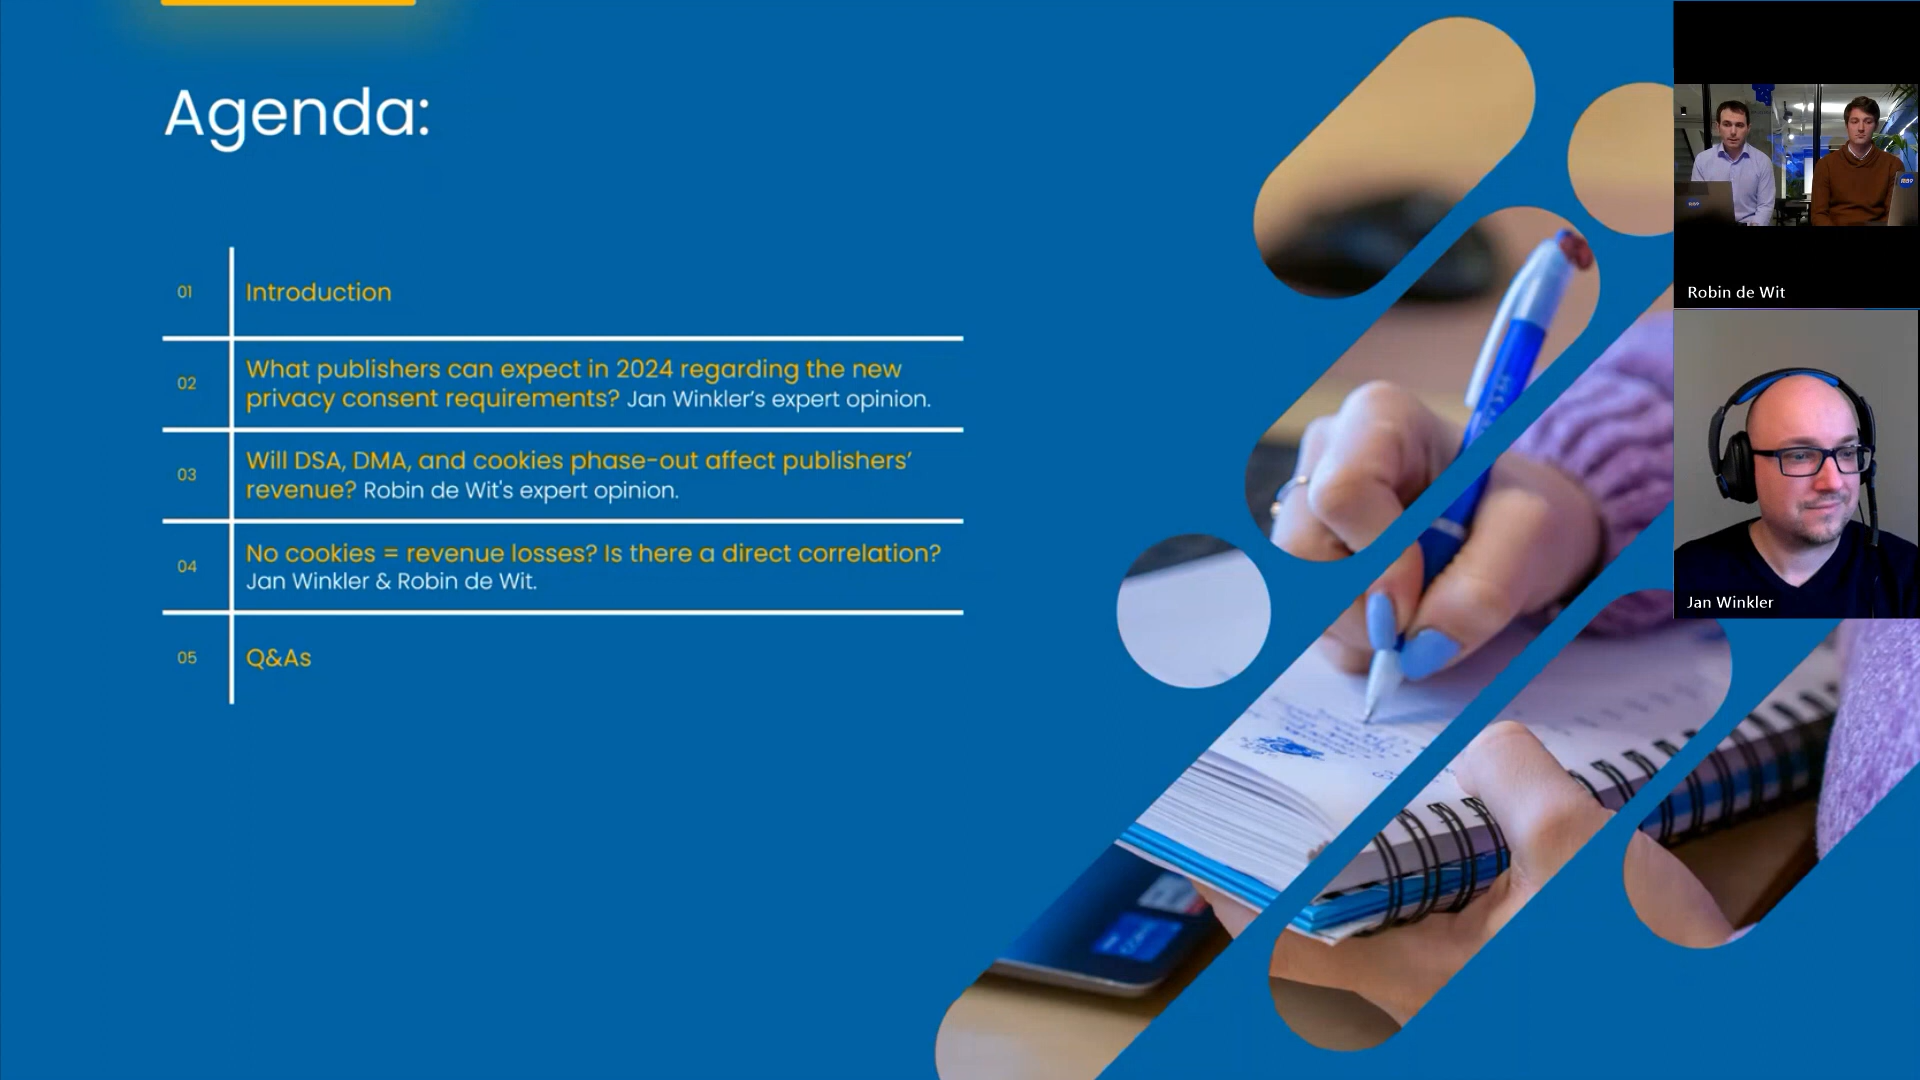 Agenda:
01
Introduction
02
What publishers can expect in 2024 regarding the new
privacy consent requirements? Jan Winkler’s expert opinion.
03
Will DSA, DMA, and cookies phase-out affect publishers’
revenue? Robin de Wit's expert opinion.
04
No cookies = revenue losses? Is there a direct correlation?
Jan Winkler & Robin de Wit.
05
Q&As
Robin de Wit
Jan Winkler